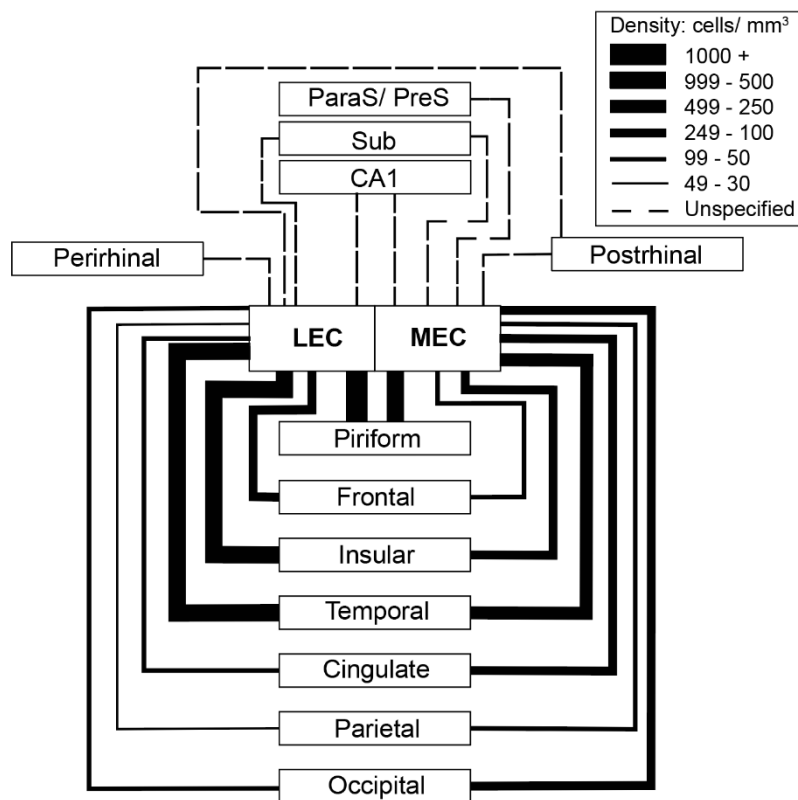 Density: cells/ mm³
1000 +
999 - 500
499 - 250
249 - 100
99 - 50
49 - 30
Unspecified
ParaS/ PreS
Sub
CA1
Perirhinal
Postrhinal
LEC
MEC
Piriform
Frontal
Insular
Temporal
Cingulate
Parietal
Occipital